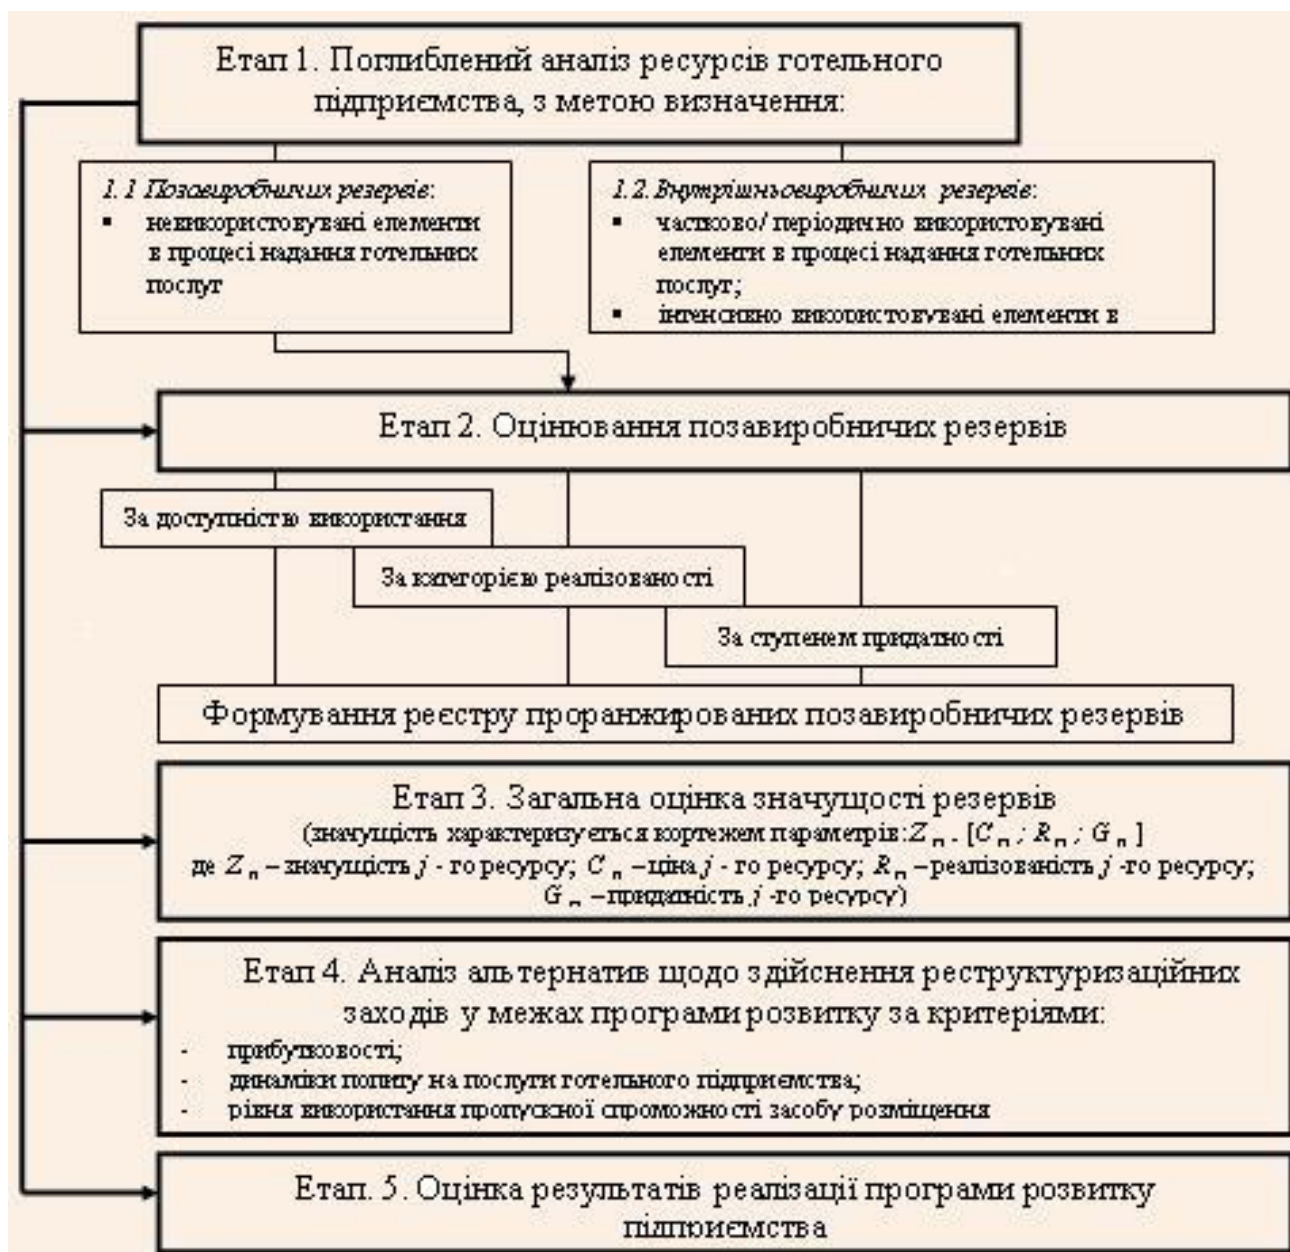 Етап 1. Поглиблений аналіз ресурсів готельного
підприємства, з метою визначення:
1.1 Позавиробничих резервів:
▪ невикористовувані елементи
в процесі надання готельних
послуг
1.2. Внутрішньовиробничих резервів:
▪ частково/ періодично використовувані
елементи в процесі надання готельних
послуг;
▪ інтенсивно використовувані елементи в
Етап 2. Оцінювання позавиробничих резервів
За доступністю використання
За категорією реалізованості
За ступенем придатності
Формування реєстру проранжированих позавиробничих резервів
Етап 3. Загальна оцінка значущості резервів
(значущість характеризується кортежем параметрів: Z n . [C n ; R n ; G n ]
де Z n – значущість j - го ресурсу; C n – ціна j - го ресурсу; R n – реалізованість j -го ресурсу;
G n – придатність j -го ресурсу)
Етап 4. Аналіз альтернатив щодо здійснення реструктуризаційних
заходів у межах програми розвитку за критеріями:
- прибутковості;
- динаміки попиту на послуги готельного підприємства;
- рівня використання пропускної спроможності засобу розміщення
Етап. 5. Оцінка результатів реалізації програми розвитку
підприємства